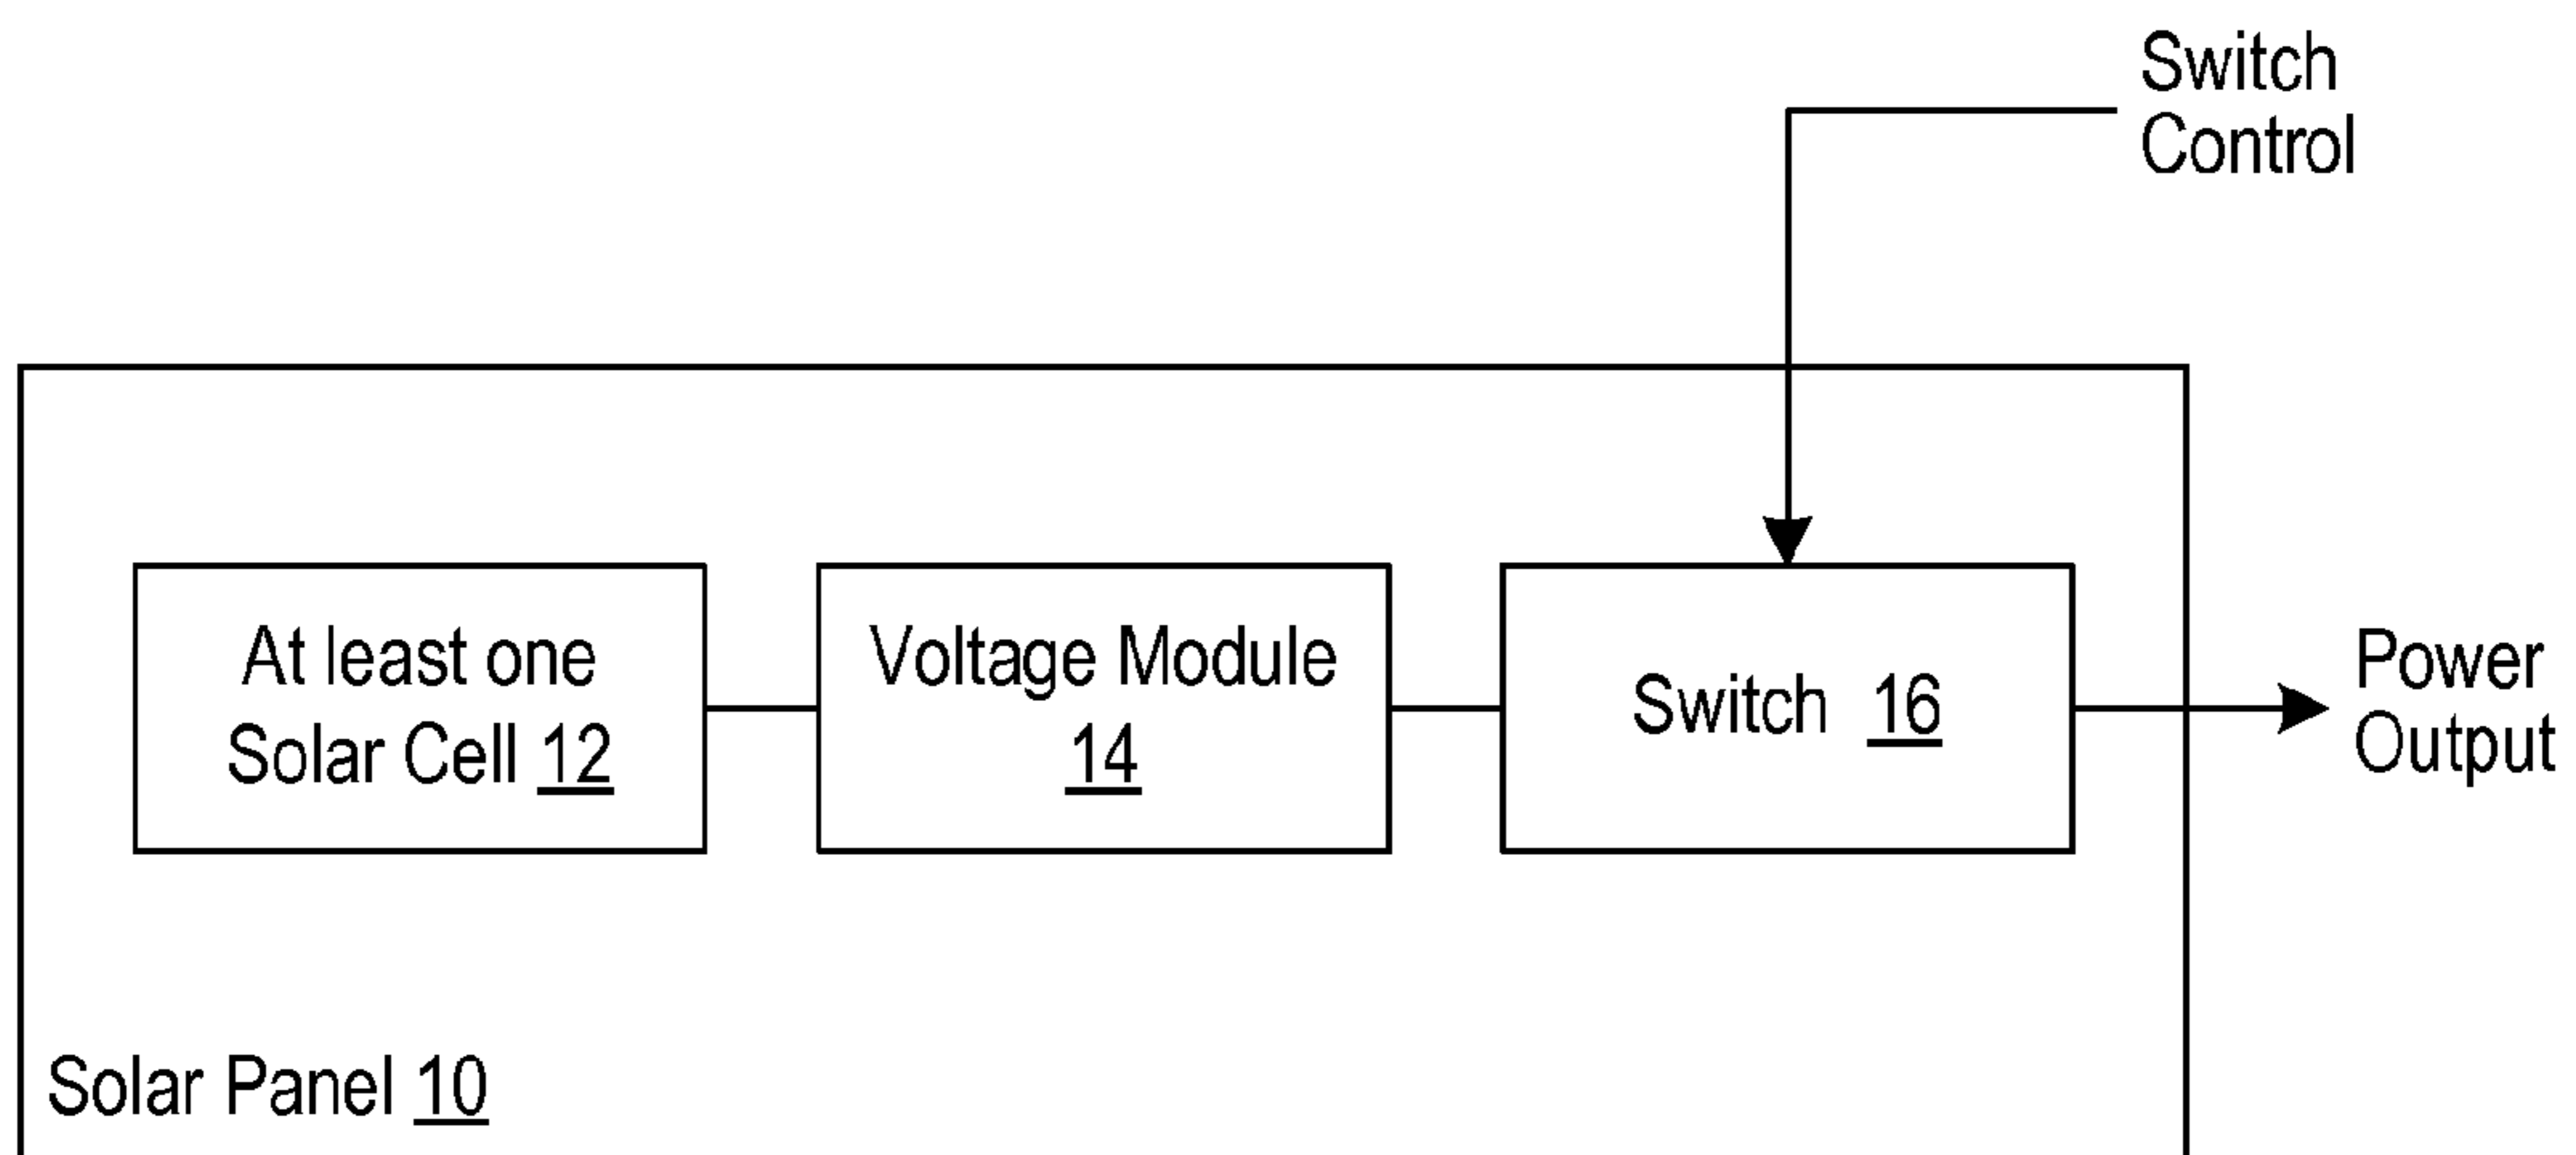 Switch
Control
At least one
Solar Cell 12
Voltage Module
14
Switch 16
Power
Output
Solar Panel 10